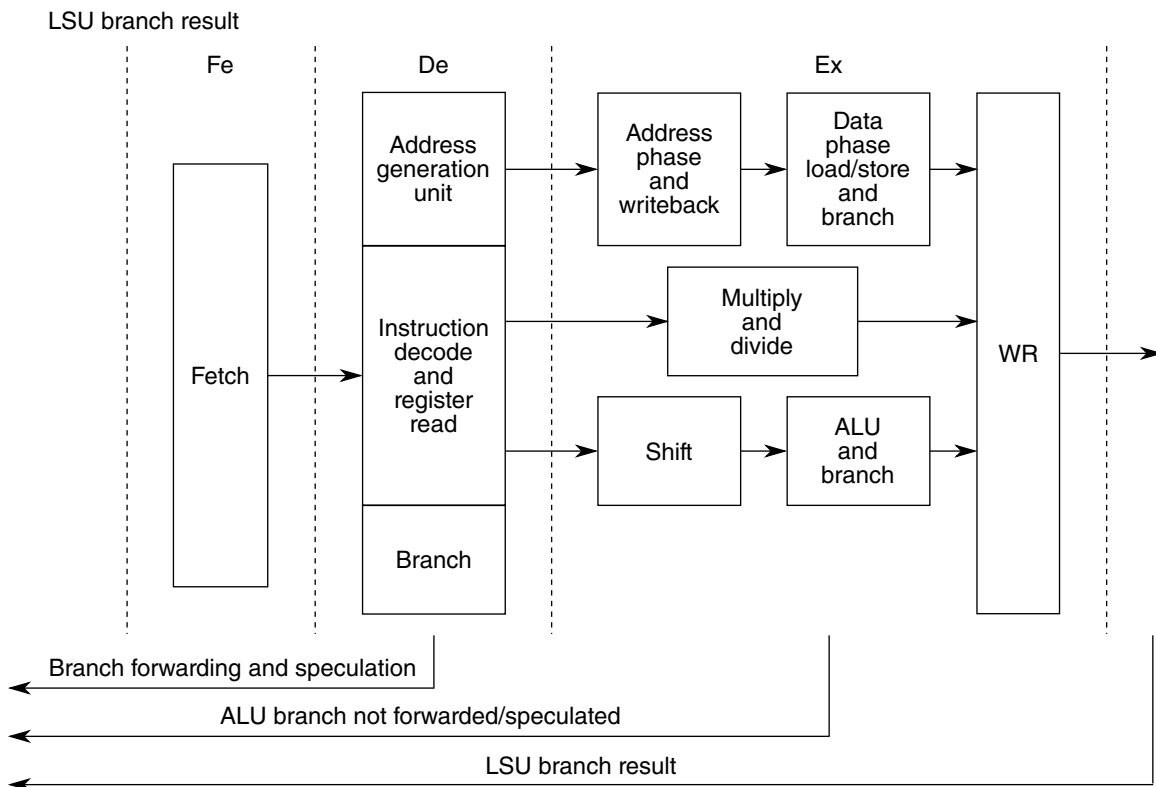 LSU branch result
Fe
De
Ex
Address
generation
unit
Address
phase
and
writeback
Data
phase
load/store
and
branch
Fetch
Instruction
decode
and
register
read
Multiply
and
divide
WR
Shift
ALU
and
branch
Branch
Branch forwarding and speculation
ALU branch not forwarded/speculated
LSU branch result